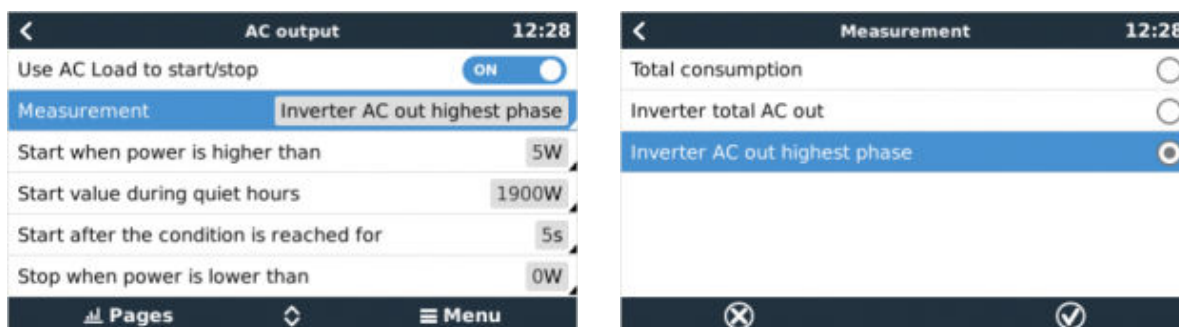 AC output 12:28
Use AC Load to start/stop ON
Measurement Inverter AC out highest phase
Start when power is higher than 5W
Start value during quiet hours 1900W
Start after the condition is reached for 5s
Stop when power is lower than 0W
Pages Menu
Measurement 12:28
Total consumption
Inverter total AC out
Inverter AC out highest phase